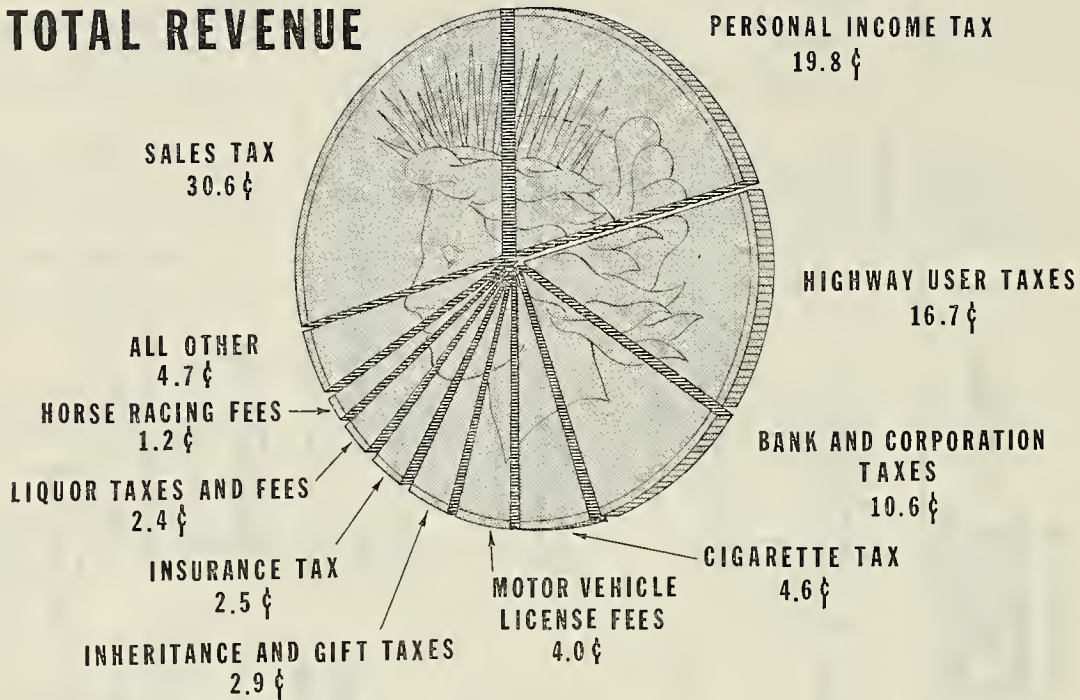 TOTAL REVENUE
PERSONAL INCOME TAX
19.8 ¢
SALES TAX
30.6 ¢
HIGHWAY USER TAXES
16.7 ¢
ALL OTHER
4.7 ¢
HORSE RACING FEES
1.2 ¢
BANK AND CORPORATION
TAXES
10.6 ¢
LIQUOR TAXES AND FEES
2.4 ¢
CIGARETTE TAX
4.6 ¢
INSURANCE TAX
2.5 ¢
MOTOR VEHICLE
LICENSE FEES
4.0 ¢
INHERITANCE AND GIFT TAXES
2.9 ¢